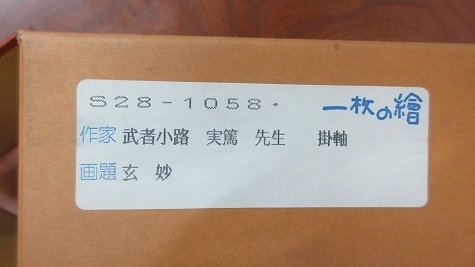 S28-1058. 一枚の繪
作家 武者小路 実篤 先生 掛軸
画題 玄 妙